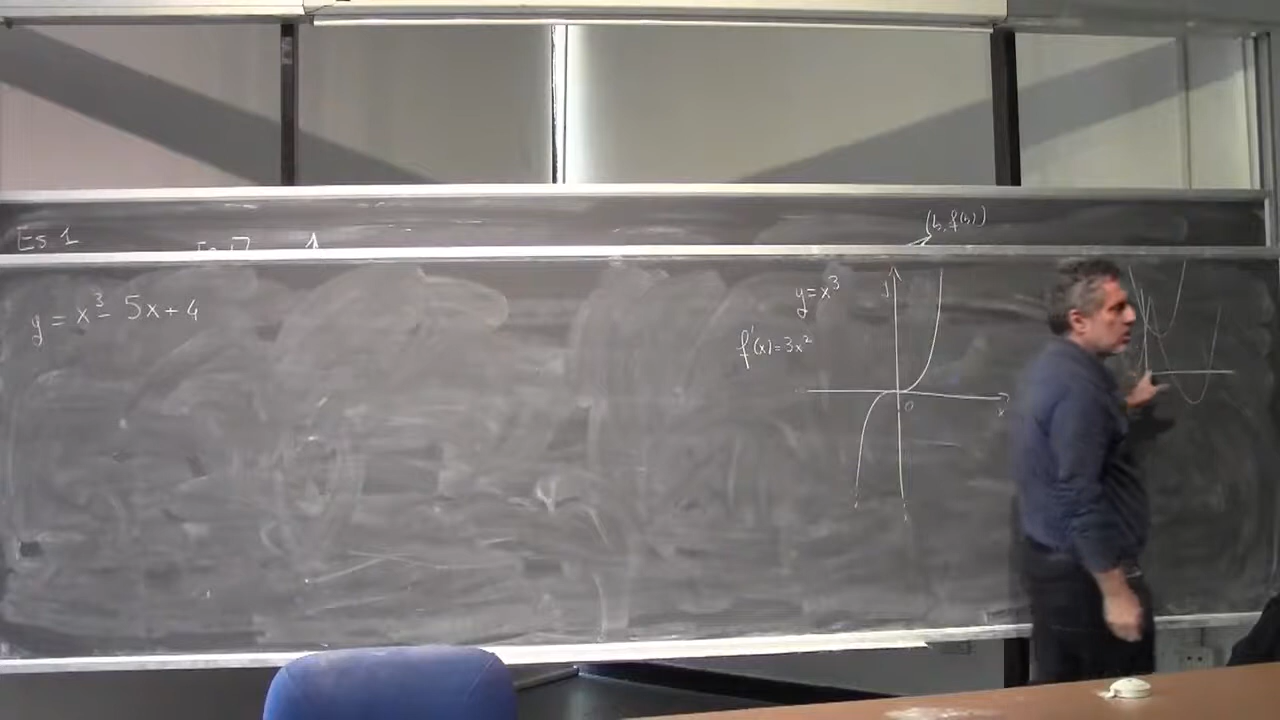 Es 1
(b, f(b))
y = x³ - 5x + 4
y = x³
y
f'(x) = 3x²
0
x